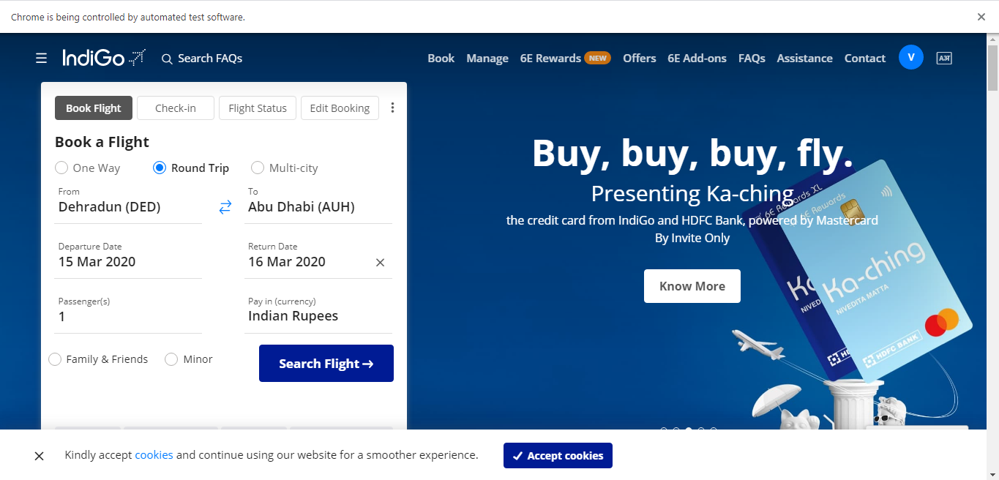 Chrome is being controlled by automated test software.
IndiGo
Search FAQs
Book
Manage
6E Rewards NEW
Offers
6E Add-ons
FAQs
Assistance
Contact
V
Book Flight
Check-in
Flight Status
Edit Booking
Book a Flight
One Way
Round Trip
Multi-city
From
To
Dehradun (DED)
Abu Dhabi (AUH)
Departure Date
Return Date
15 Mar 2020
16 Mar 2020
Passenger(s)
Pay in (currency)
1
Indian Rupees
Family & Friends
Minor
Search Flight
Buy, buy, buy, fly.
Presenting Ka-ching
the credit card from IndiGo and HDFC Bank, powered by Mastercard
By Invite Only
Know More
6E Rewards XL
6E Rewards
Ka-ching
NIVEDITA MATTA
HDFC BANK
Kindly accept cookies and continue using our website for a smoother experience.
Accept cookies